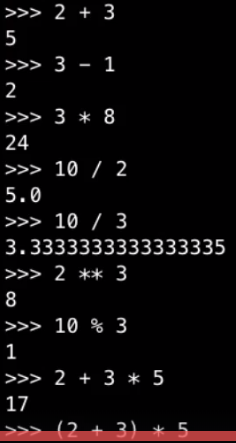 >>> 2 + 3
5
>>> 3 - 1
2
>>> 3 * 8
24
>>> 10 / 2
5.0
>>> 10 / 3
3.3333333333333335
>>> 2 ** 3
8
>>> 10 % 3
1
>>> 2 + 3 * 5
17
>>> (2 + 3) * 5